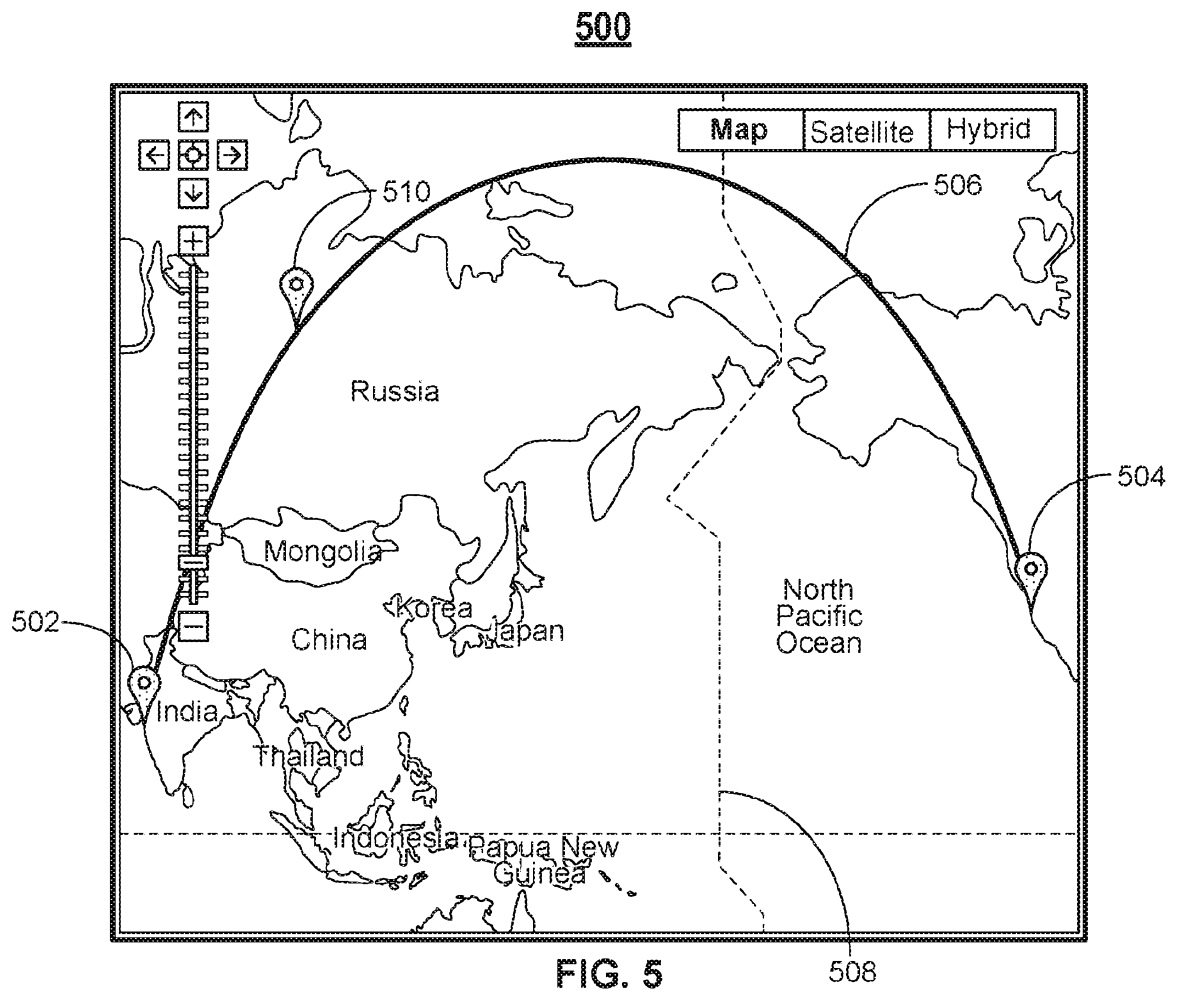 500
Map Satellite Hybrid
510
506
Russia
504
Mongolia
North
Pacific
Ocean
Korea
Japan
502
China
India
Thailand
Indonesia
Papua New
Guinea
508
FIG. 5